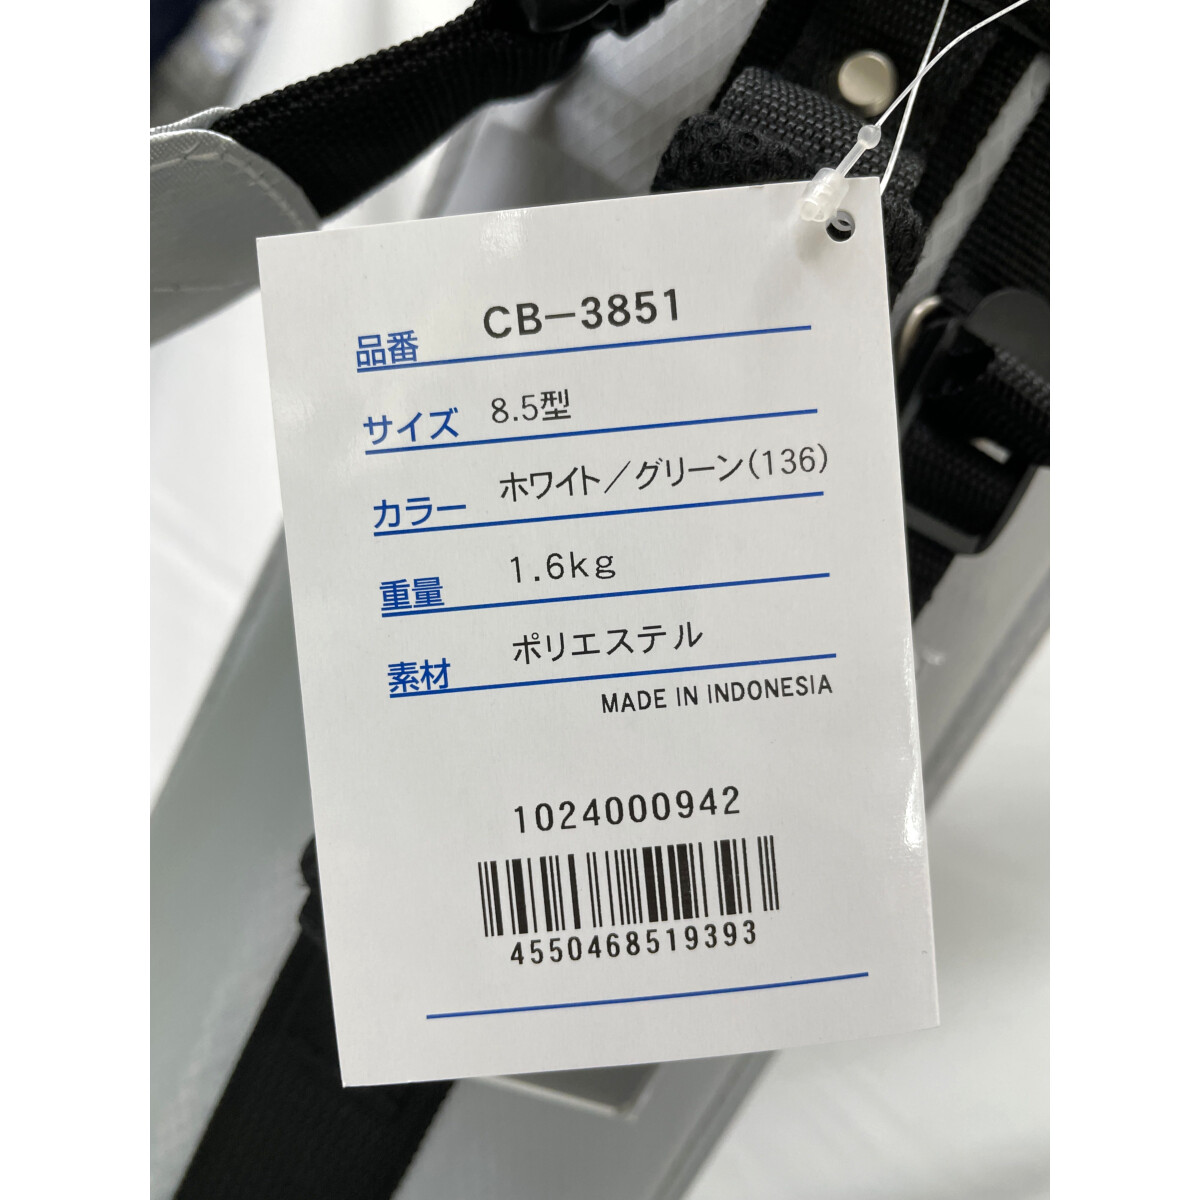 品番 CB-3851
サイズ 8.5型
カラー ホワイト/グリーン(136)
重量 1.6kg
素材 ポリエステル
MADE IN INDONESIA
1024000942
4550468519393